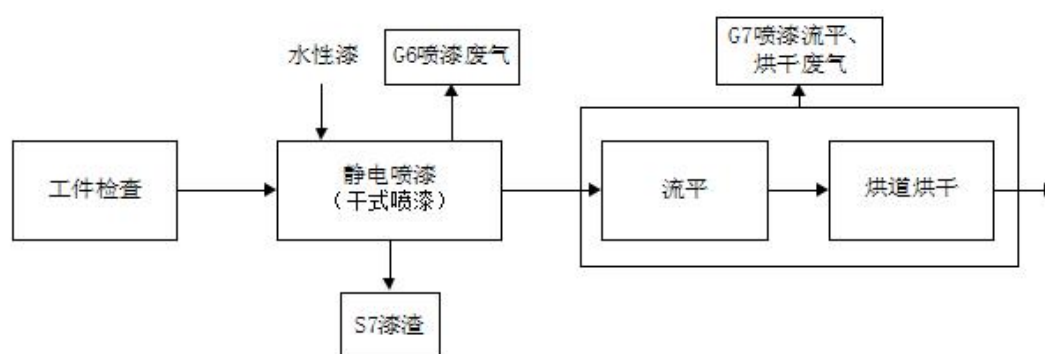 水性漆
G6喷漆废气
G7喷漆流平、
烘干废气
工件检查
静电喷漆
（干式喷漆）
流平
烘道烘干
S7漆渣